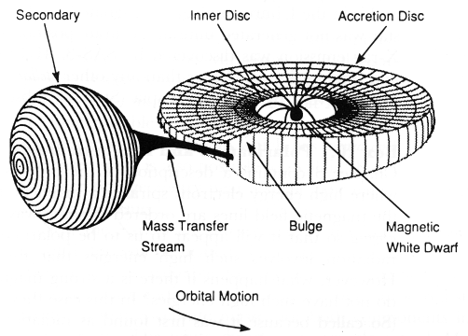 Secondary
Inner Disc
Accretion Disc
Mass Transfer
Stream
Bulge
Magnetic
White Dwarf
Orbital Motion